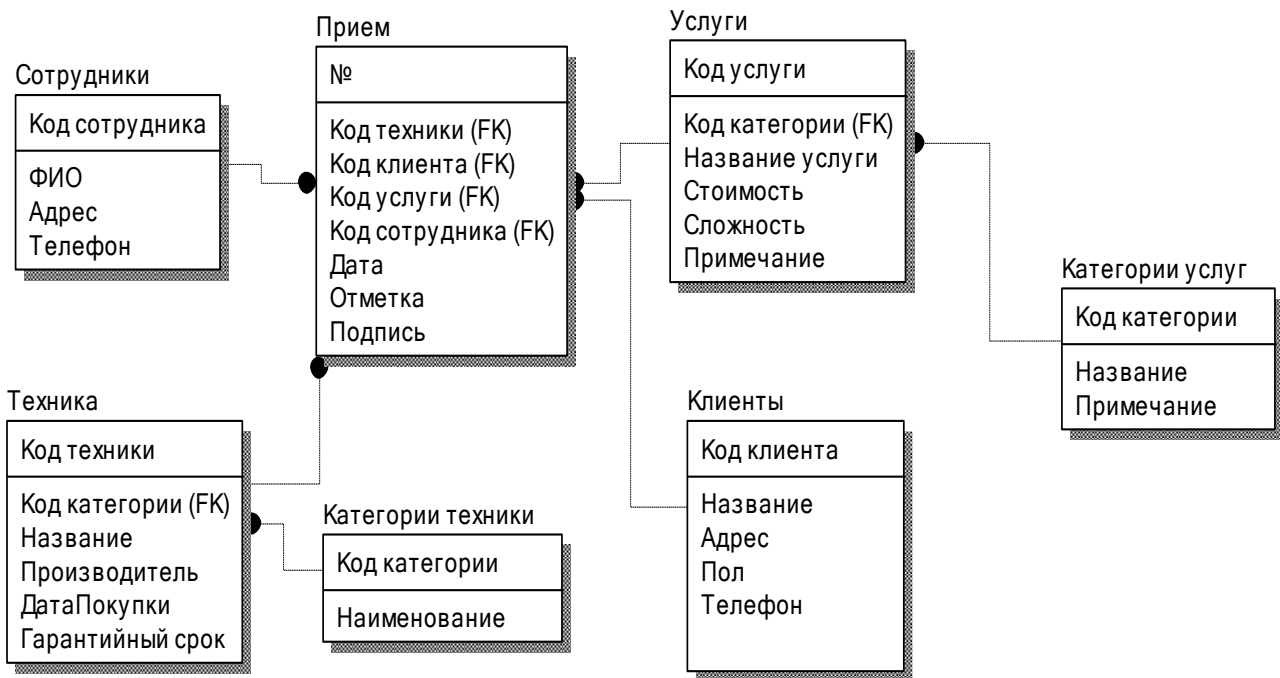 Сотрудники
Код сотрудника
ФИО
Адрес
Телефон
Прием
№
Код техники (FK)
Код клиента (FK)
Код услуги (FK)
Код сотрудника (FK)
Дата
Отметка
Подпись
Услуги
Код услуги
Код категории (FK)
Название услуги
Стоимость
Сложность
Примечание
Категории услуг
Код категории
Название
Примечание
Техника
Код техники
Код категории (FK)
Название
Производитель
ДатаПокупки
Гарантийный срок
Категории техники
Код категории
Наименование
Клиенты
Код клиента
Название
Адрес
Пол
Телефон